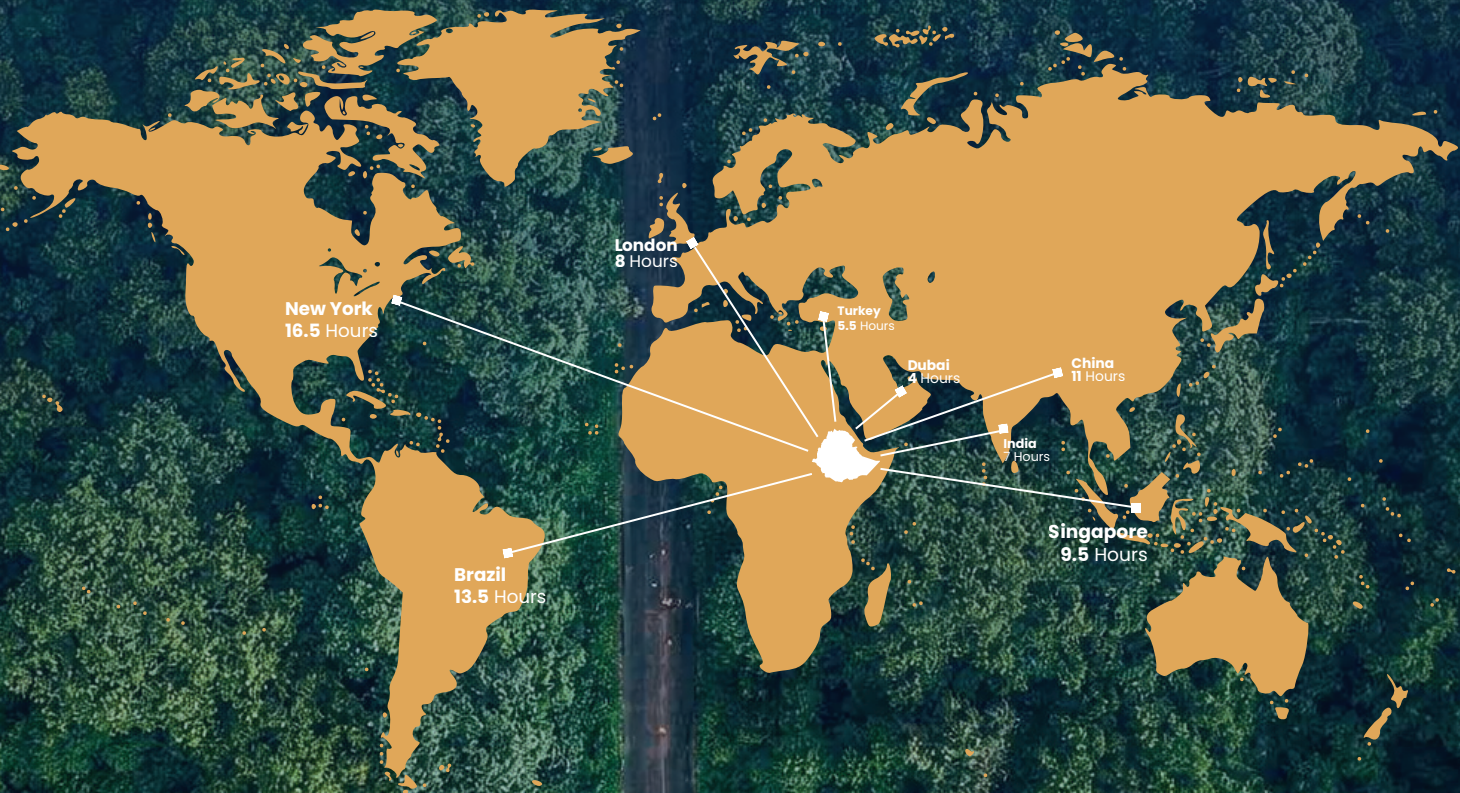 London
8 Hours
New York
16.5 Hours
Turkey
5.5 Hours
Dubai
4 Hours
China
11 Hours
India
7 Hours
Singapore
9.5 Hours
Brazil
13.5 Hours